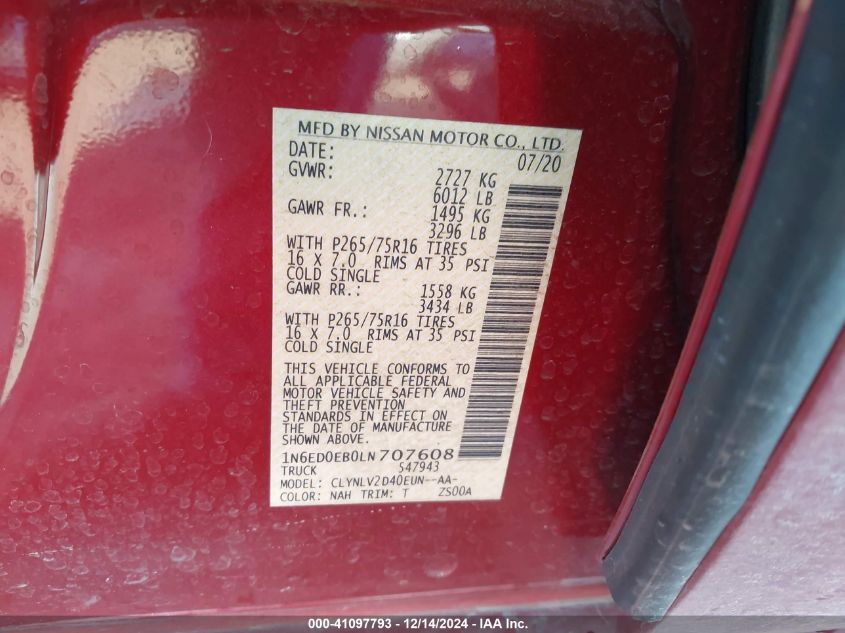 MFD BY NISSAN MOTOR CO., LTD.
DATE: 07/20
GVWR: 2727 KG
6012 LB
GAWR FR.: 1495 KG
3296 LB
WITH P265/75R16 TIRES
16 X 7.0 RIMS AT 35 PSI
COLD SINGLE
GAWR RR.: 1558 KG
3434 LB
WITH P265/75R16 TIRES
16 X 7.0 RIMS AT 35 PSI
COLD SINGLE
THIS VEHICLE CONFORMS TO
ALL APPLICABLE FEDERAL
MOTOR VEHICLE SAFETY AND
THEFT PREVENTION
STANDARDS IN EFFECT ON
THE DATE OF MANUFACTURE
SHOWN ABOVE.
1N6ED0EB0LN707608
TRUCK 547943
MODEL: CLYNLV2D40EUN--AA-
COLOR: NAH TRIM: T ZS00A
000-41097793 - 12/14/2024 - IAA Inc.